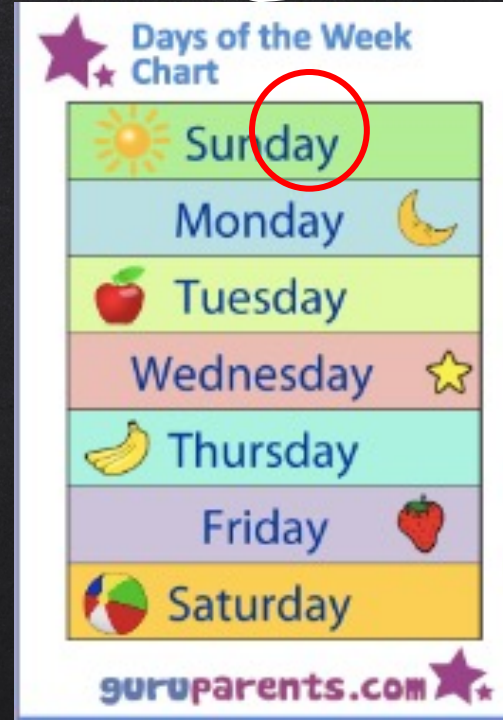 Days of the Week
Chart
Sunday
Monday
Tuesday
Wednesday
Thursday
Friday
Saturday
guruparents.com